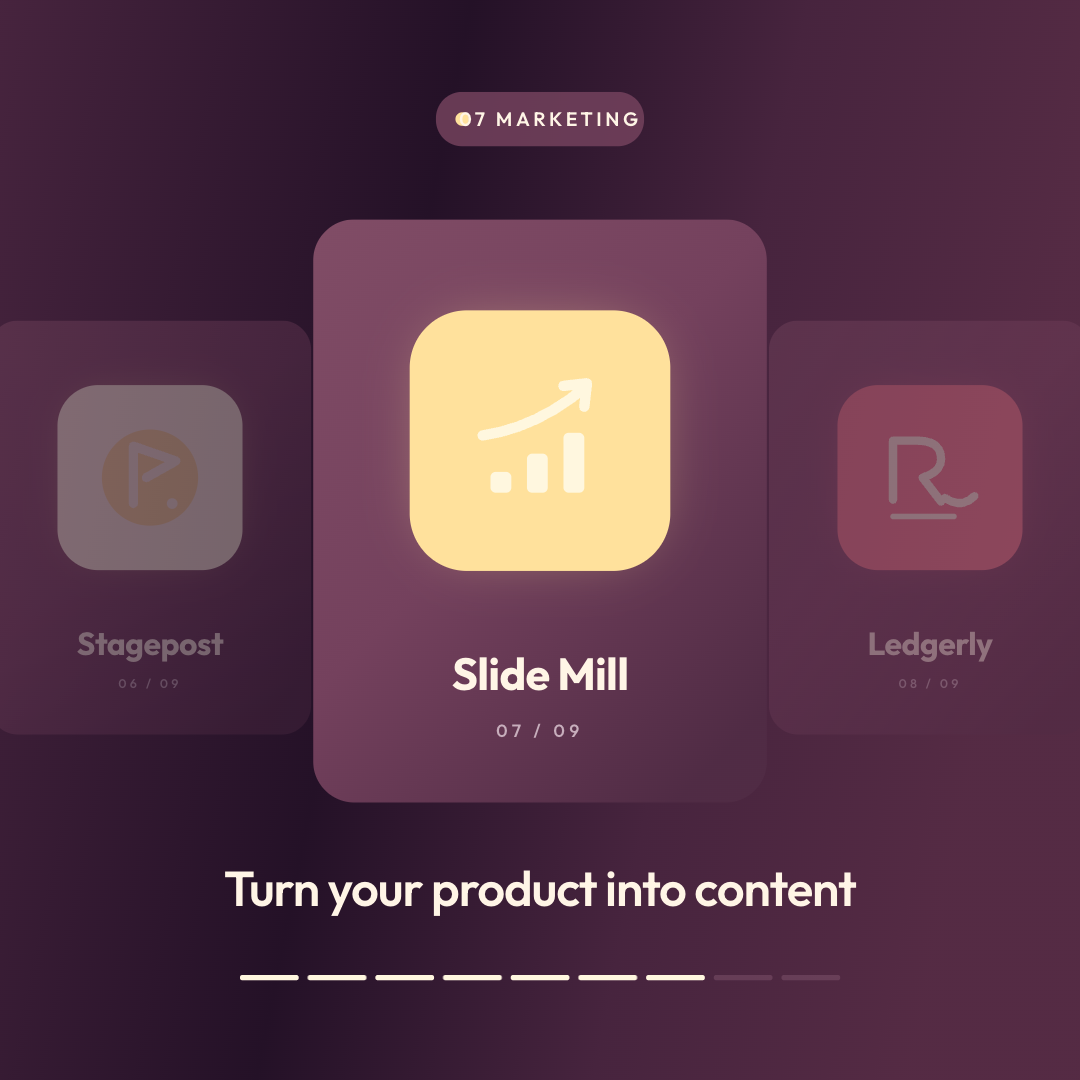 07 MARKETING
Stagepost
06 / 09
Slide Mill
07 / 09
Ledgerly
08 / 09
Turn your product into content